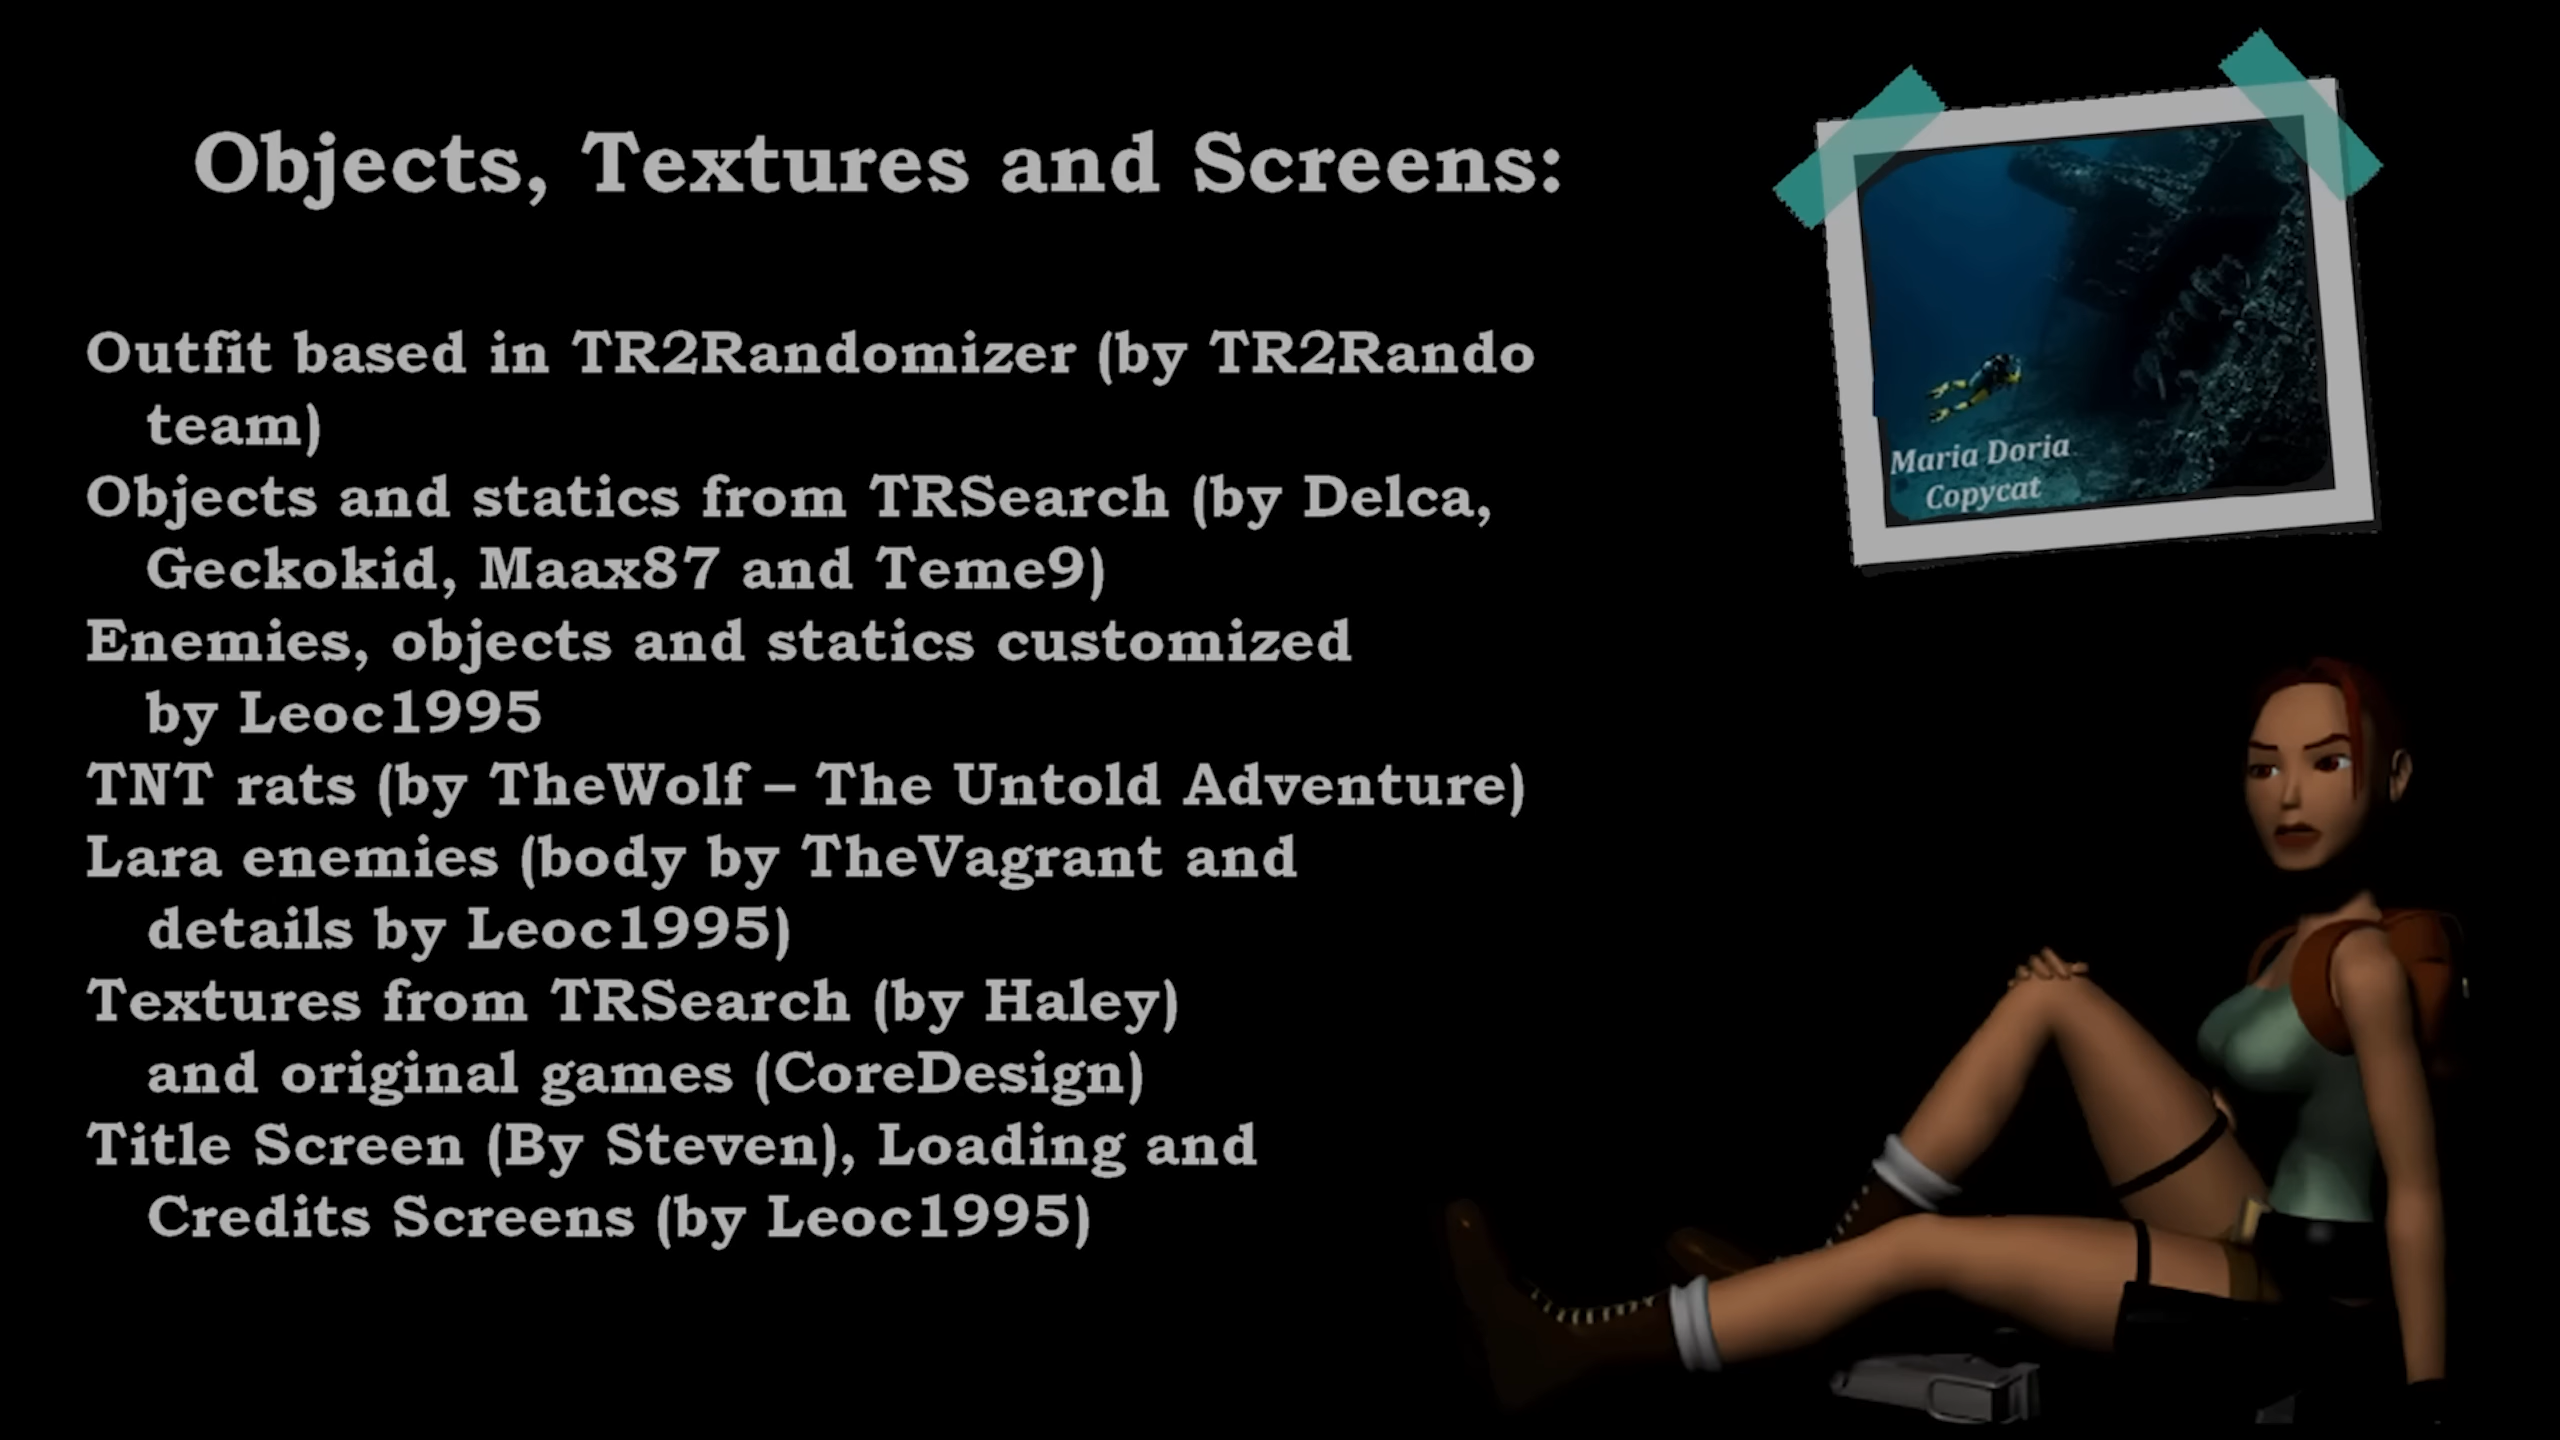 Objects, Textures and Screens:
Outfit based in TR2Randomizer (by TR2Rando
team)
Objects and statics from TRSearch (by Delca,
Geckokid, Maax87 and Teme9)
Enemies, objects and statics customized
by Leoc1995
TNT rats (by TheWolf – The Untold Adventure)
Lara enemies (body by TheVagrant and
details by Leoc1995)
Textures from TRSearch (by Haley)
and original games (CoreDesign)
Title Screen (By Steven), Loading and
Credits Screens (by Leoc1995)
Maria Doria
Copycat